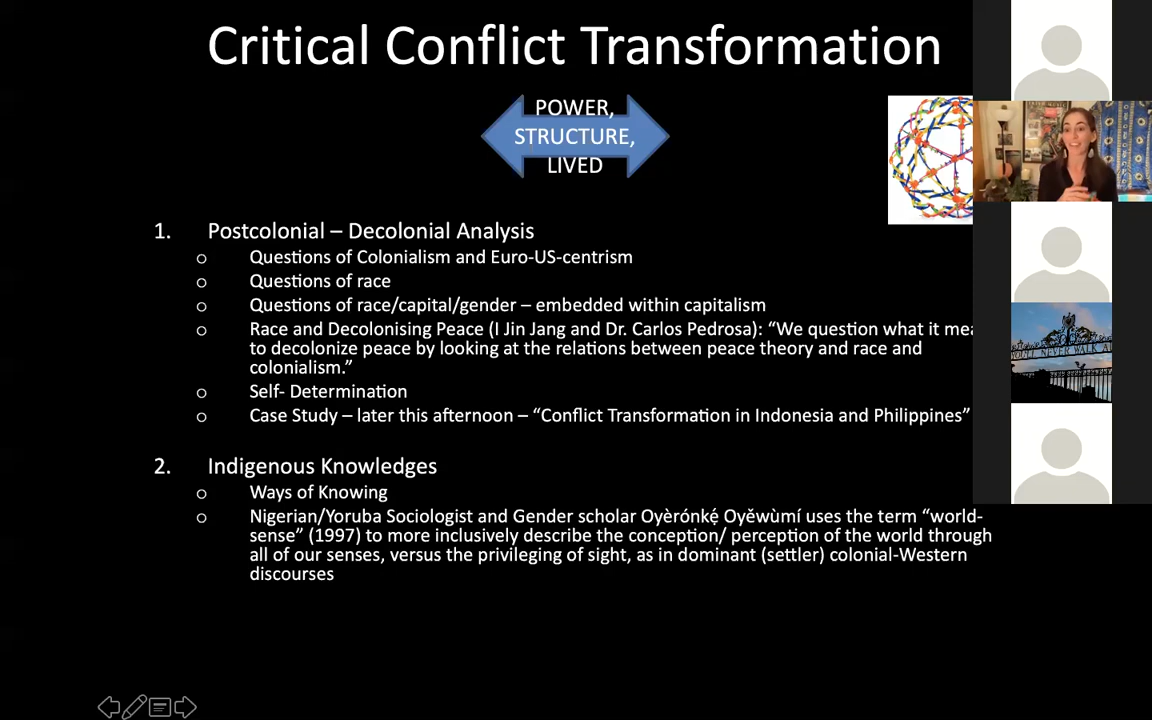 Critical Conflict Transformation
POWER,
STRUCTURE,
LIVED
1. Postcolonial – Decolonial Analysis
o Questions of Colonialism and Euro-US-centrism
o Questions of race
o Questions of race/capital/gender – embedded within capitalism
o Race and Decolonising Peace (I Jin Jang and Dr. Carlos Pedrosa): “We question what it
to decolonize peace by looking at the relations between peace theory and race and
colonialism.”
o Self- Determination
o Case Study – later this afternoon – “Conflict Transformation in Indonesia and Philippines”
2. Indigenous Knowledges
o Ways of Knowing
o Nigerian/Yoruba Sociologist and Gender scholar Oyèrónkẹ́ Oyěwùmí uses the term “world-
sense” (1997) to more inclusively describe the conception/ perception of the world through
all of our senses, versus the privileging of sight, as in dominant (settler) colonial-Western
discourses
NEVER WALK